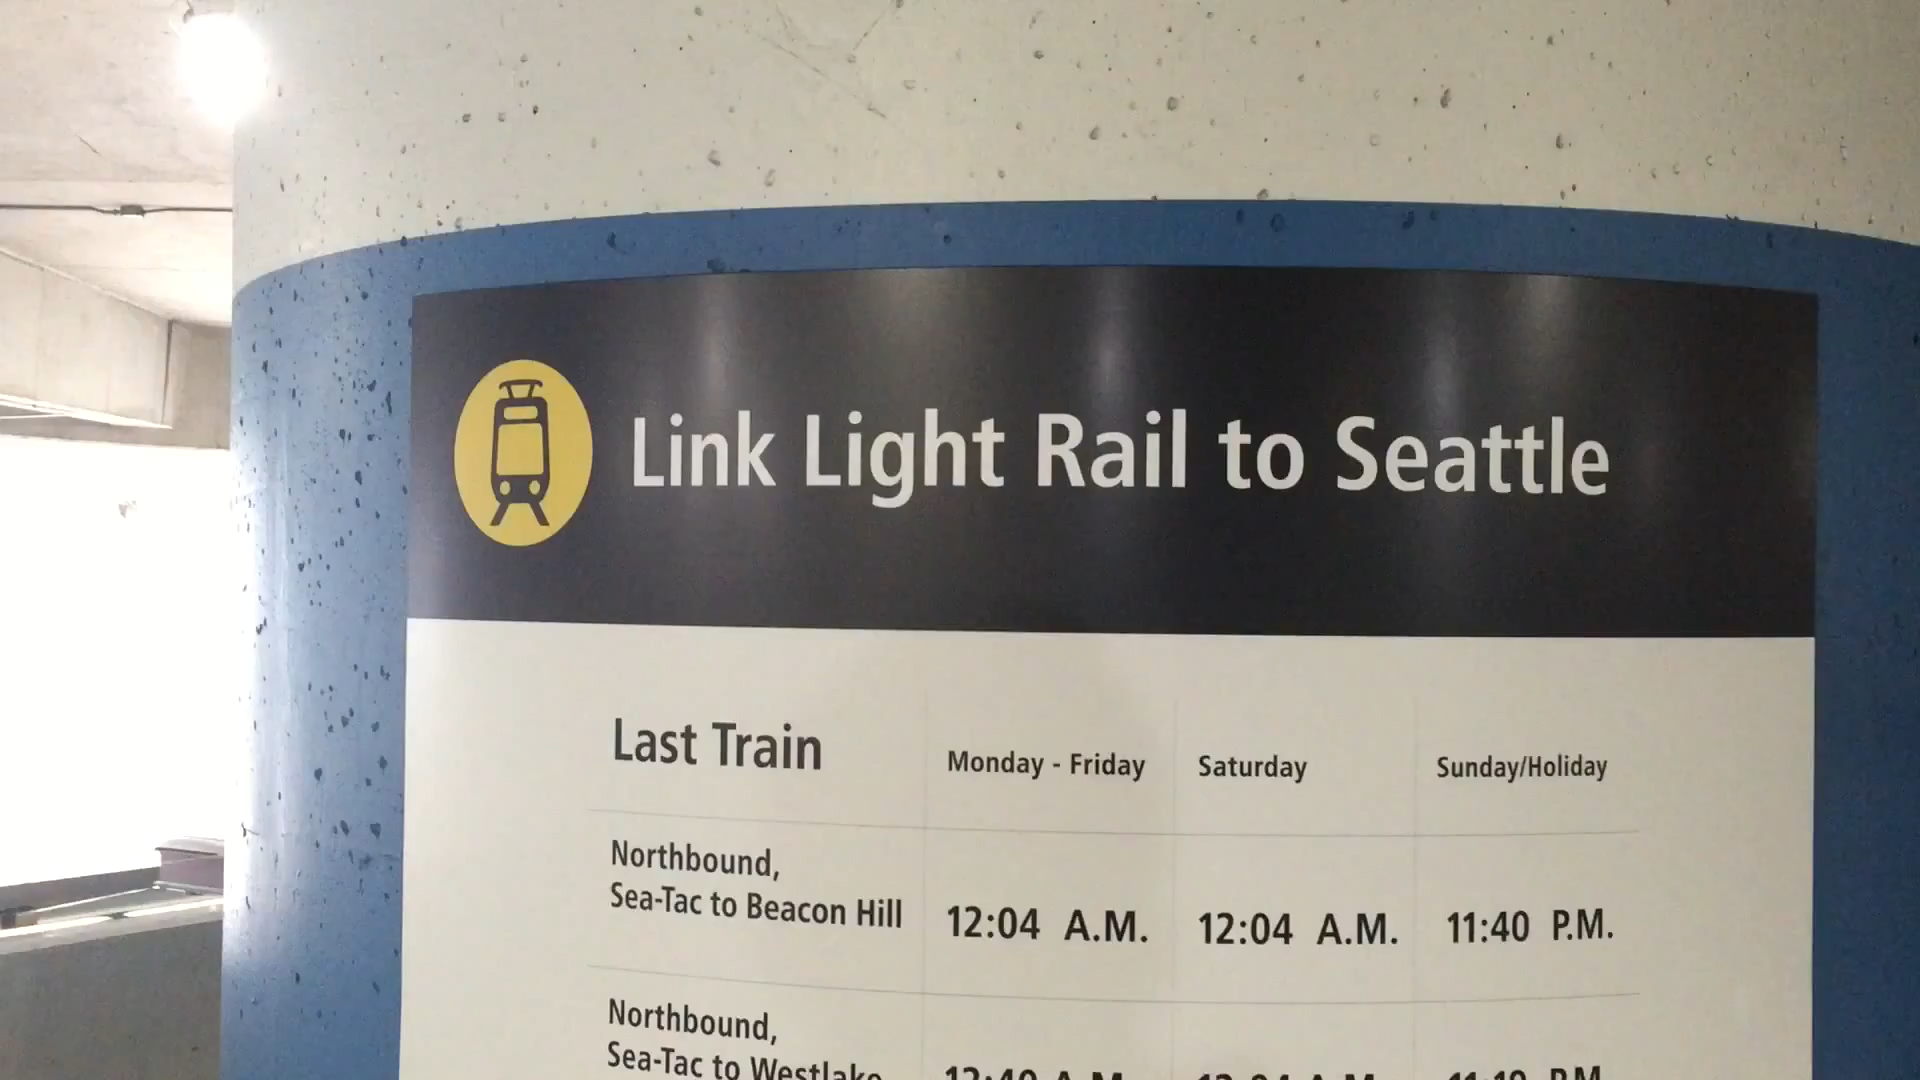 Link Light Rail to Seattle
Last Train Monday - Friday Saturday Sunday/Holiday
Northbound,
Sea-Tac to Beacon Hill 12:04 A.M. 12:04 A.M. 11:40 P.M.
Northbound,
Sea-Tac to Westlake